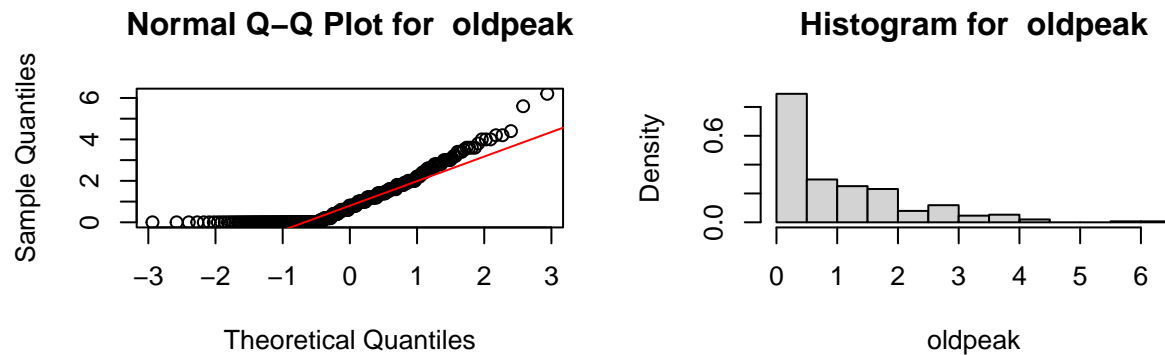 Normal Q−Q Plot for  oldpeak
Sample Quantiles
0 2 4 6
−3 −2 −1 0 1 2 3
Theoretical Quantiles
Histogram for  oldpeak
Density
0.0 0.6
0 1 2 3 4 5 6
oldpeak